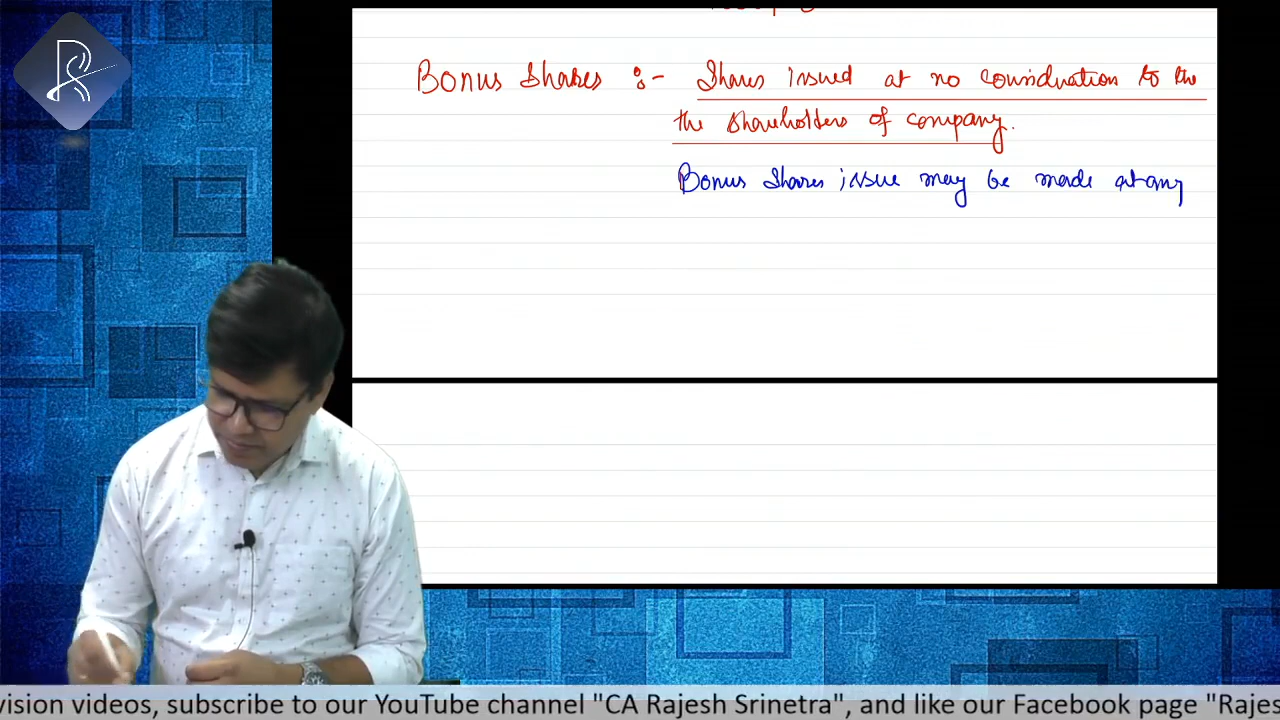 Bonus Shares :- Shares issued at no consideration to the
the shareholders of company.
Bonus Shares issue may be made at any
RS
vision videos, subscribe to our YouTube channel "CA Rajesh Srinetra", and like our Facebook page "Rajes